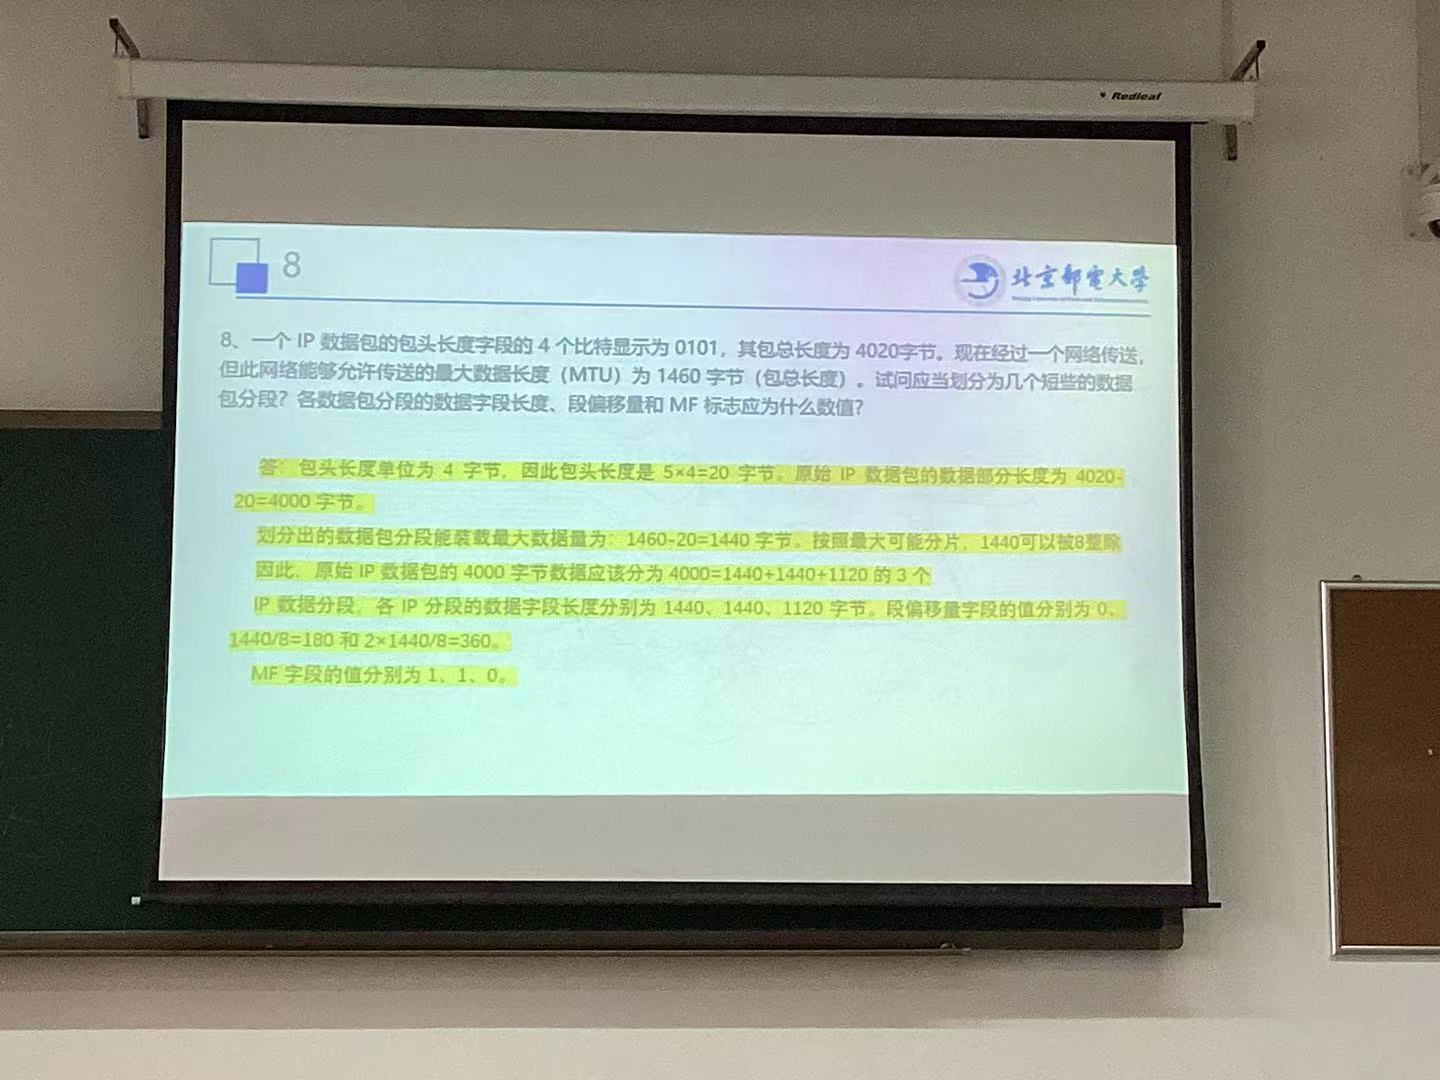 Redleaf
8
北京邮电大学
8、一个 IP 数据包的包头长度字段的 4 个比特显示为 0101，其包总长度为 4020字节。现在经过一个网络传送，
但此网络能够允许传送的最大数据长度（MTU）为 1460 字节（包总长度）。试问应当划分为几个短些的数据
包分段？各数据包分段的数据字段长度、段偏移量和 MF 标志应为什么数值？
答：包头长度单位为 4 字节，因此包头长度是 5×4=20 字节。原始 IP 数据包的数据部分长度为 4020-
20=4000 字节。
划分出的数据包分段能装载最大数据量为：1460-20=1440 字节。按照最大可能分片，1440可以被8整除
因此，原始 IP 数据包的 4000 字节数据应该分为 4000=1440+1440+1120 的 3 个
IP 数据分段，各 IP 分段的数据字段长度分别为 1440、1440、1120 字节。段偏移量字段的值分别为 0、
1440/8=180 和 2×1440/8=360。
MF 字段的值分别为 1、1、0。